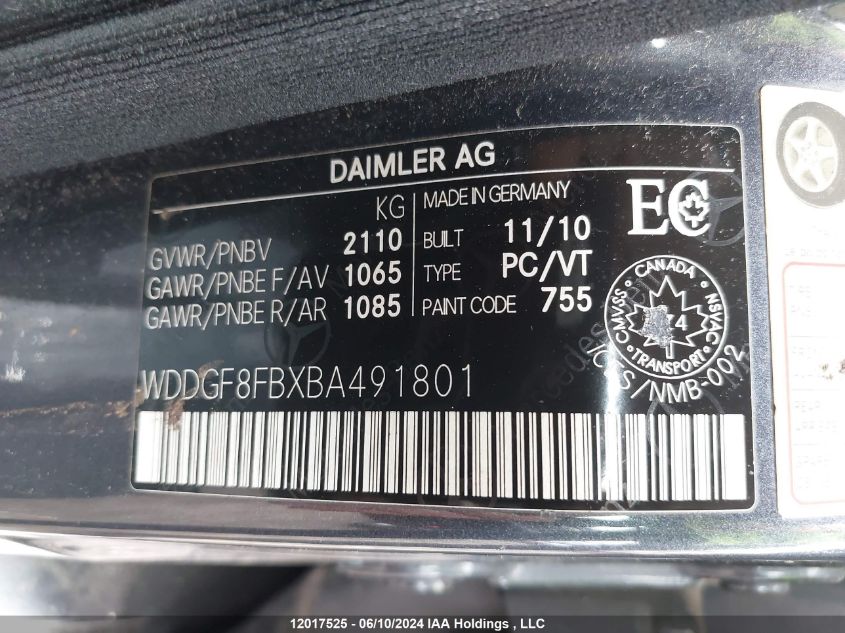 DAIMLER AG
KG
GVWR/PNBV 2110
GAWR/PNBE F/AV 1065
GAWR/PNBE R/AR 1085
MADE IN GERMANY
BUILT 11/10
TYPE PC/VT
PAINT CODE 755
EC
CANADA
CMVSS NSVAC
4
TRANSPORT
/NMB-002
WDDGF8FBXBA491801
12017525 - 06/10/2024 IAA Holdings , LLC